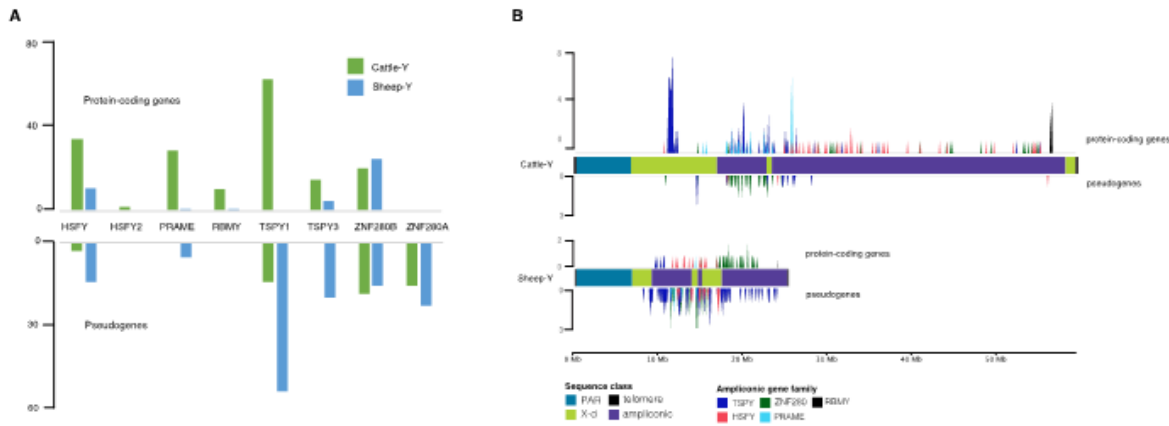 A
80
Cattle-Y
Sheep-Y
Protein-coding genes
40
0
HSFY HSFY2 PRAME RBMY TSPY1 TSPY3 ZNF280B ZNF280A
0
Pseudogenes
30
60
B
protein-coding genes
Cattle-Y
pseudogenes
protein-coding genes
Sheep-Y
pseudogenes
0 Mb 10 Mb 20 Mb 30 Mb 40 Mb 50 Mb
Sequence class
PAR telomere
X-d ampliconic
Ampliconic gene family
TSPY ZNF280 RBMY
HSFY PRAME